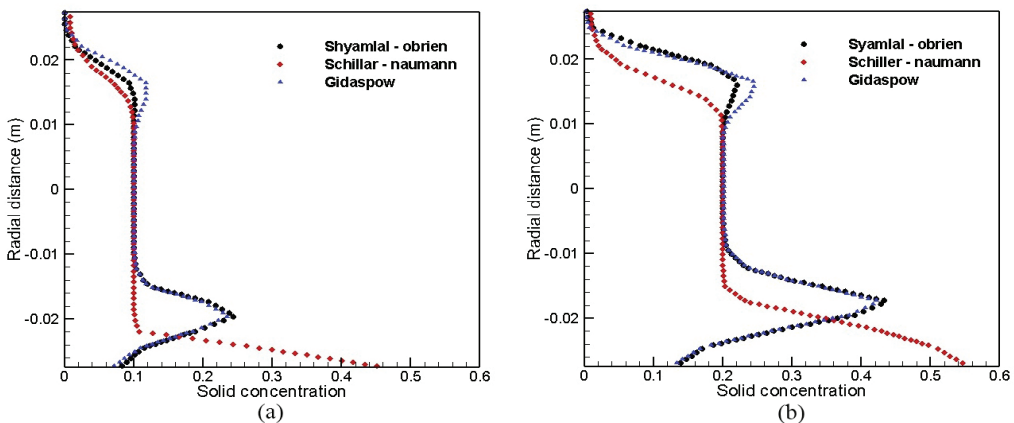 Shyamlal - obrien
Schillar - naumann
Gidaspow
0.02
0.01
0
-0.01
-0.02
Radial distance (m)
0 0.1 0.2 0.3 0.4 0.5 0.6
Solid concentration
(a)
Syamlal - obrien
Schiller - naumann
Gidaspow
0.02
0.01
0
-0.01
-0.02
Radial distance (m)
0 0.1 0.2 0.3 0.4 0.5 0.6
Solid concentration
(b)